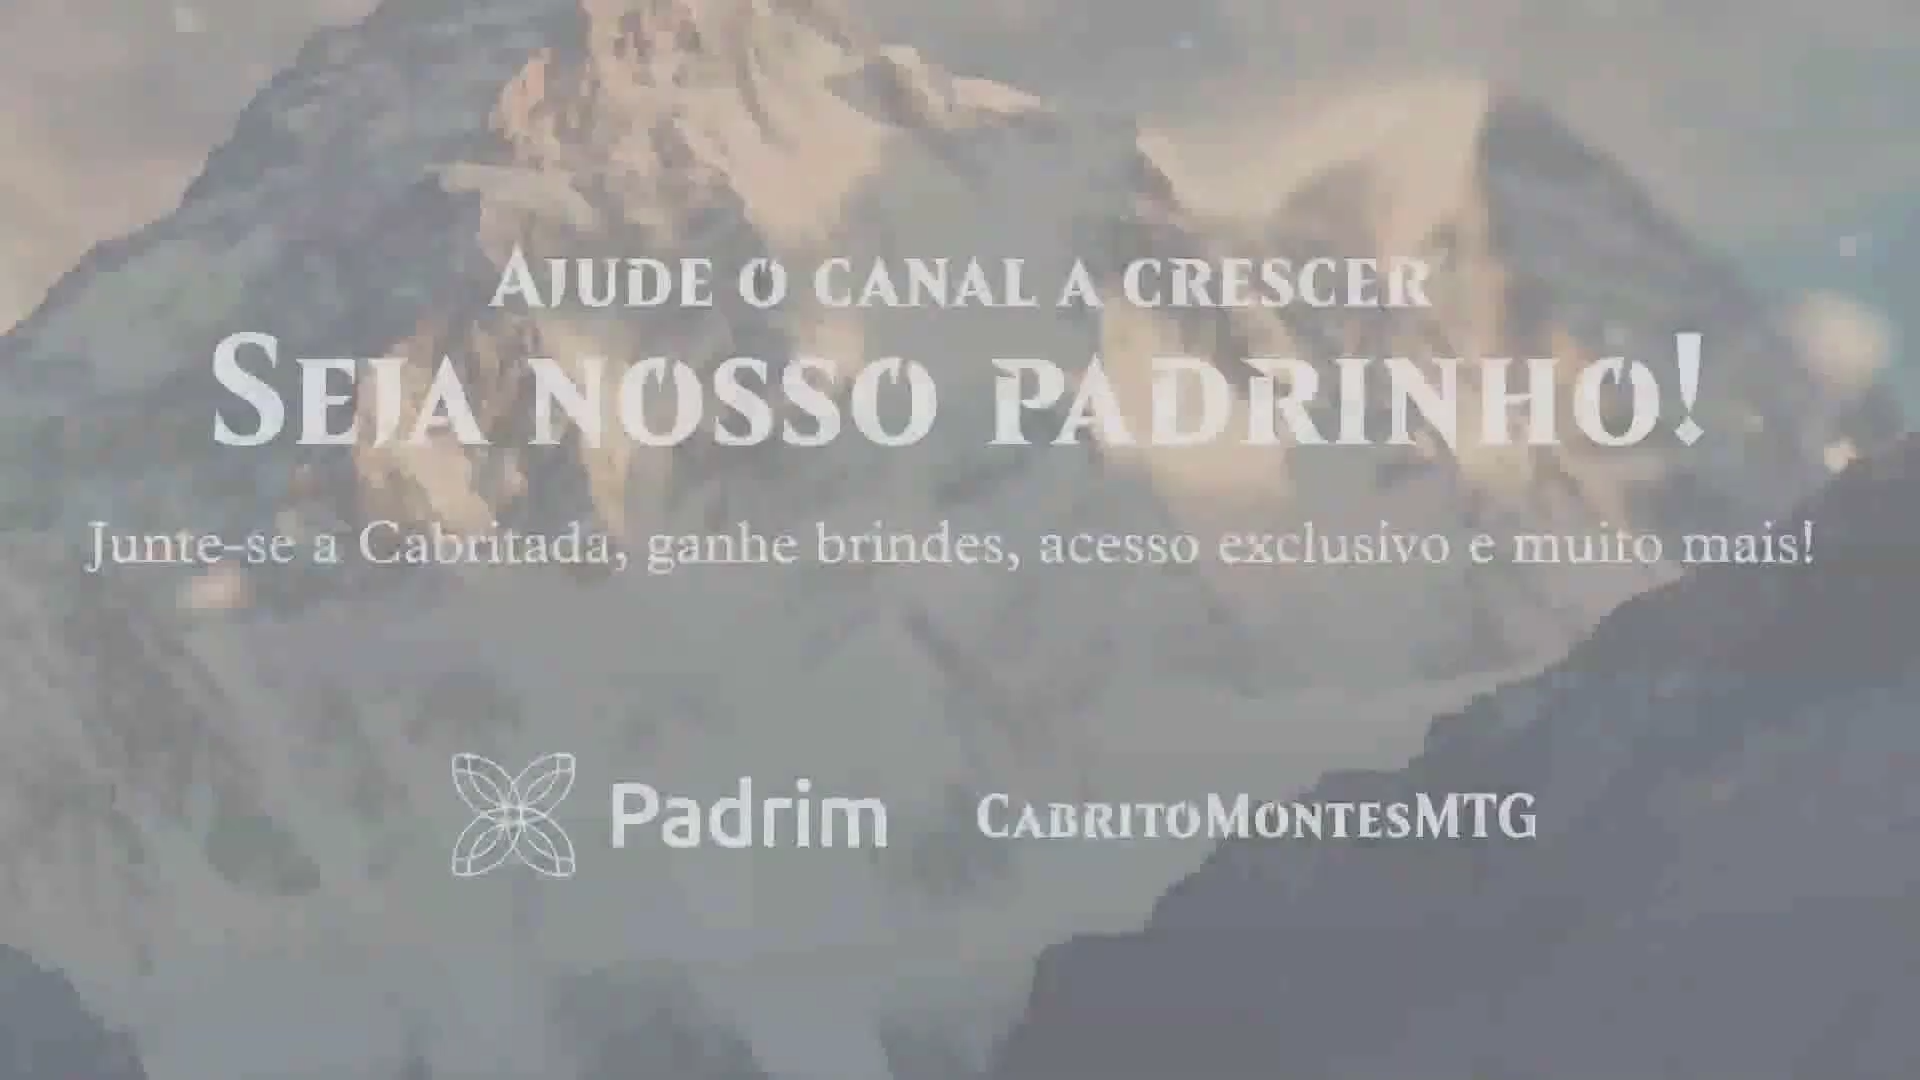 AJUDE O CANAL A CRESCER
SEJA NOSSO PADRINHO!
Junte-se a Cabritada, ganhe brindes, acesso exclusivo e muito mais!
Padrim CABRITOMONTESMTG